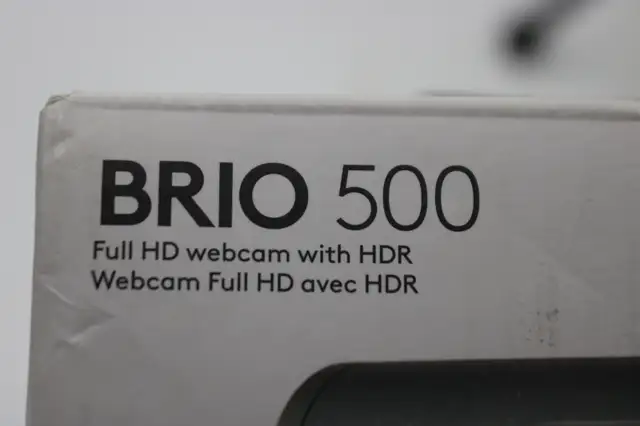 BRIO 500
Full HD webcam with HDR
Webcam Full HD avec HDR